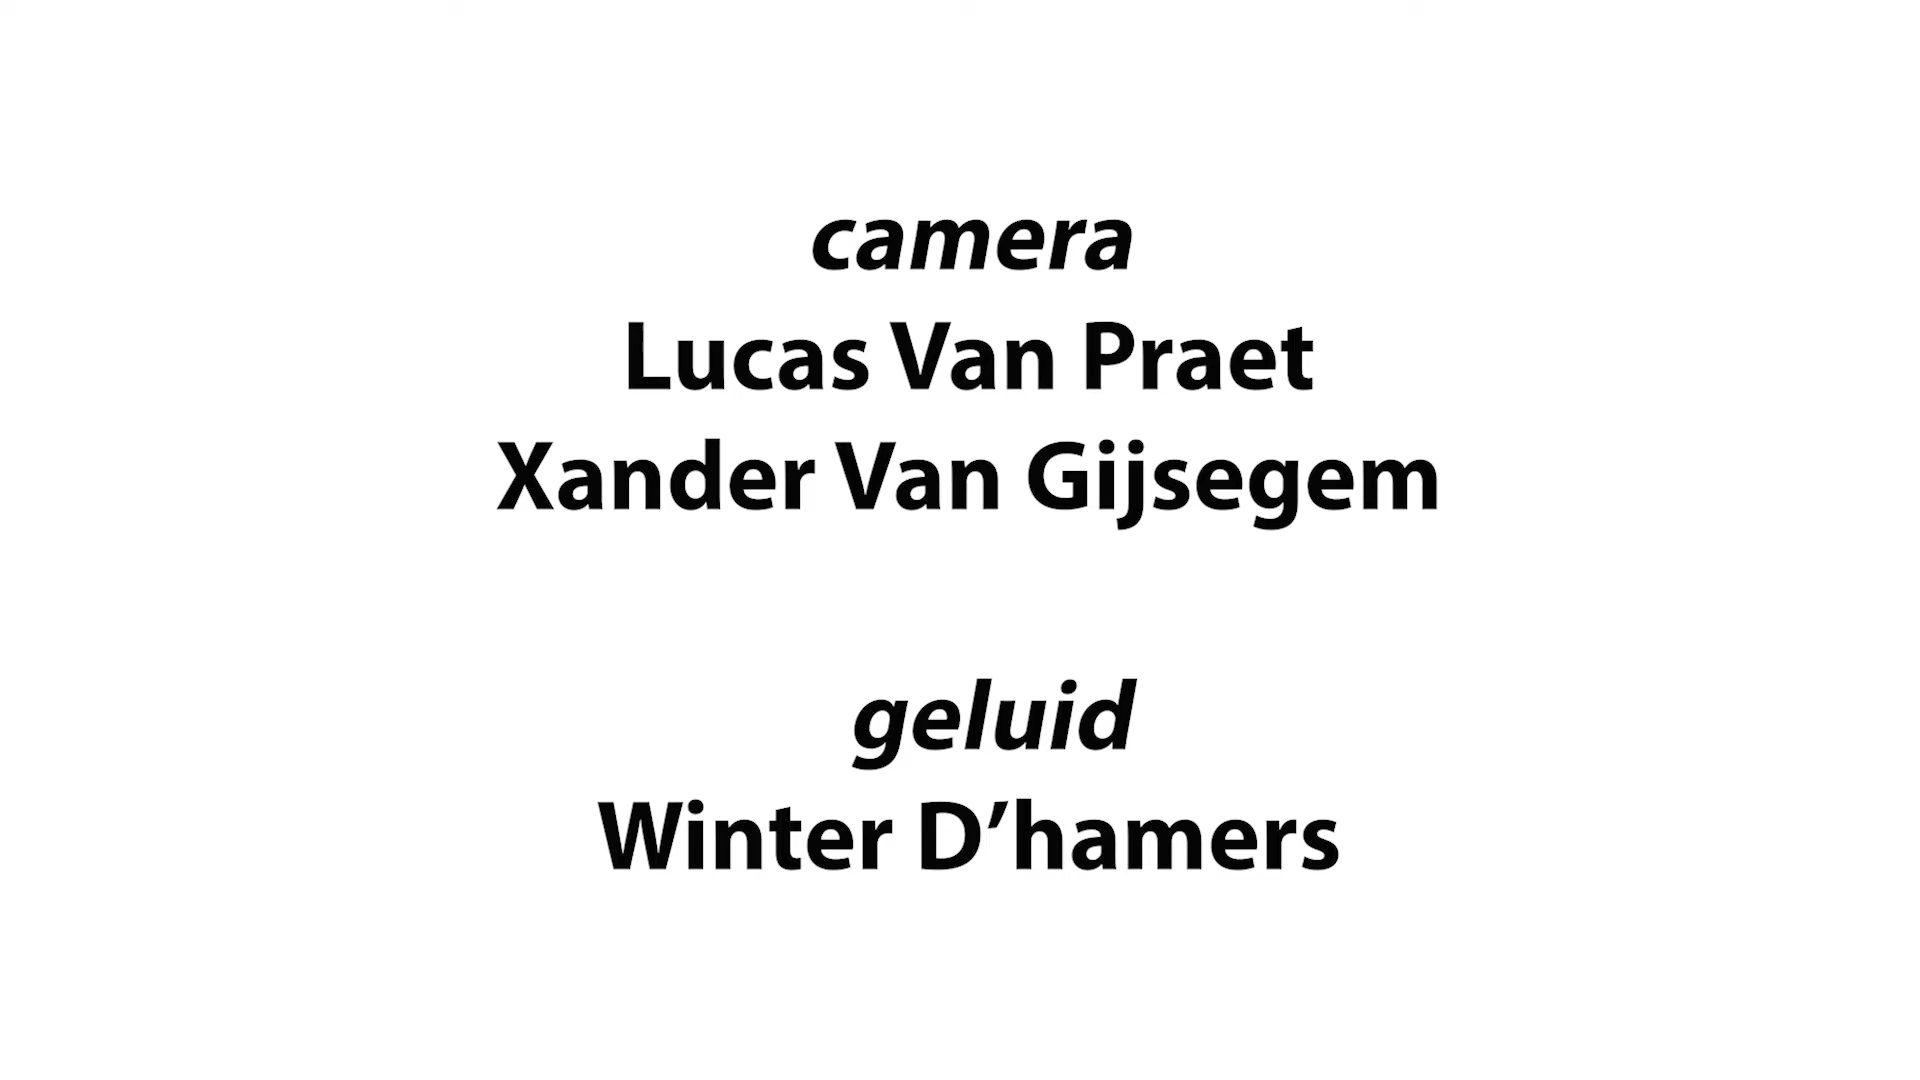 camera
Lucas Van Praet
Xander Van Gijsegem
geluid
Winter D’hamers